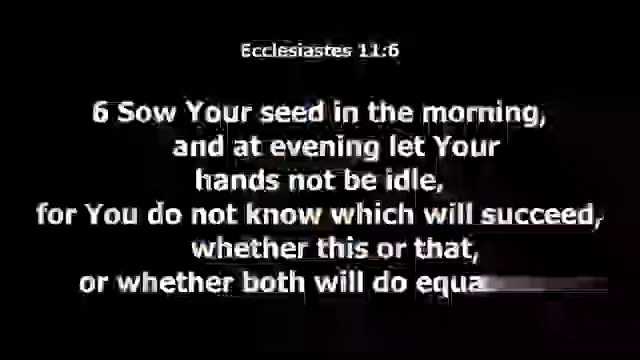 Ecclesiastes 11:6
6 Sow Your seed in the morning,
and at evening let Your
hands not be idle,
for You do not know which will succeed,
whether this or that,
or whether both will do